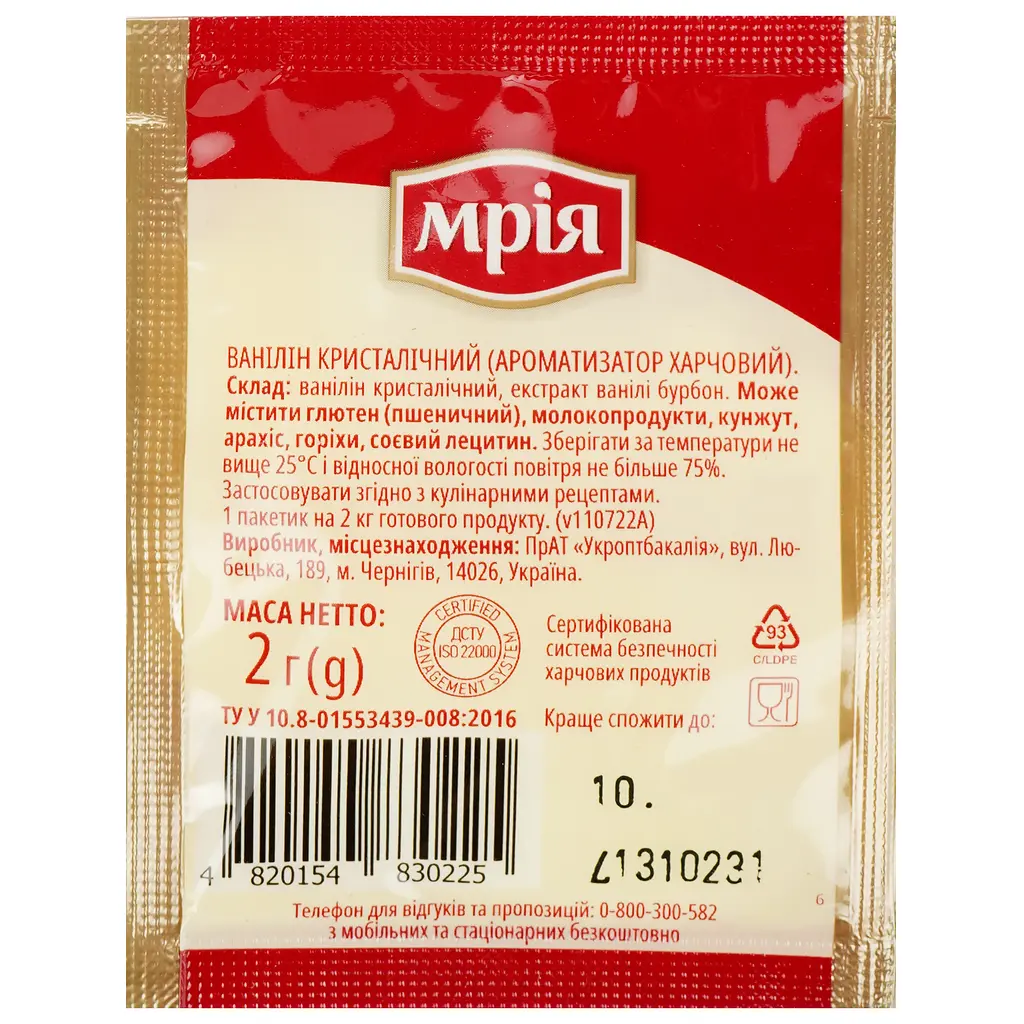 мрія
ВАНІЛІН КРИСТАЛІЧНИЙ (АРОМАТИЗАТОР ХАРЧОВИЙ).
Склад: ванілін кристалічний, екстракт ванілі бурбон. Може
містити глютен (пшеничний), молокопродукти, кунжут,
арахіс, горіхи, соєвий лецитин. Зберігати за температури не
вище 25°С і відносної вологості повітря не більше 75%.
Застосовувати згідно з кулінарними рецептами.
1 пакетик на 2 кг готового продукту. (v110722A)
Виробник, місцезнаходження: ПрАТ «Укроптбакалія», вул. Лю-
бецька, 189, м. Чернігів, 14026, Україна.
МАСА НЕТТО:
2 г(g)
CERTIFIED
ДСТУ
ISO 22000
MANAGEMENT SYSTEM
Сертифікована
система безпечності
харчових продуктів
93
C/LDPE
ТУ У 10.8-01553439-008:2016
Краще спожити до:
10.
1310231
4 820154 830225
6
Телефон для відгуків та пропозицій: 0-800-300-582
з мобільних та стаціонарних безкоштовно